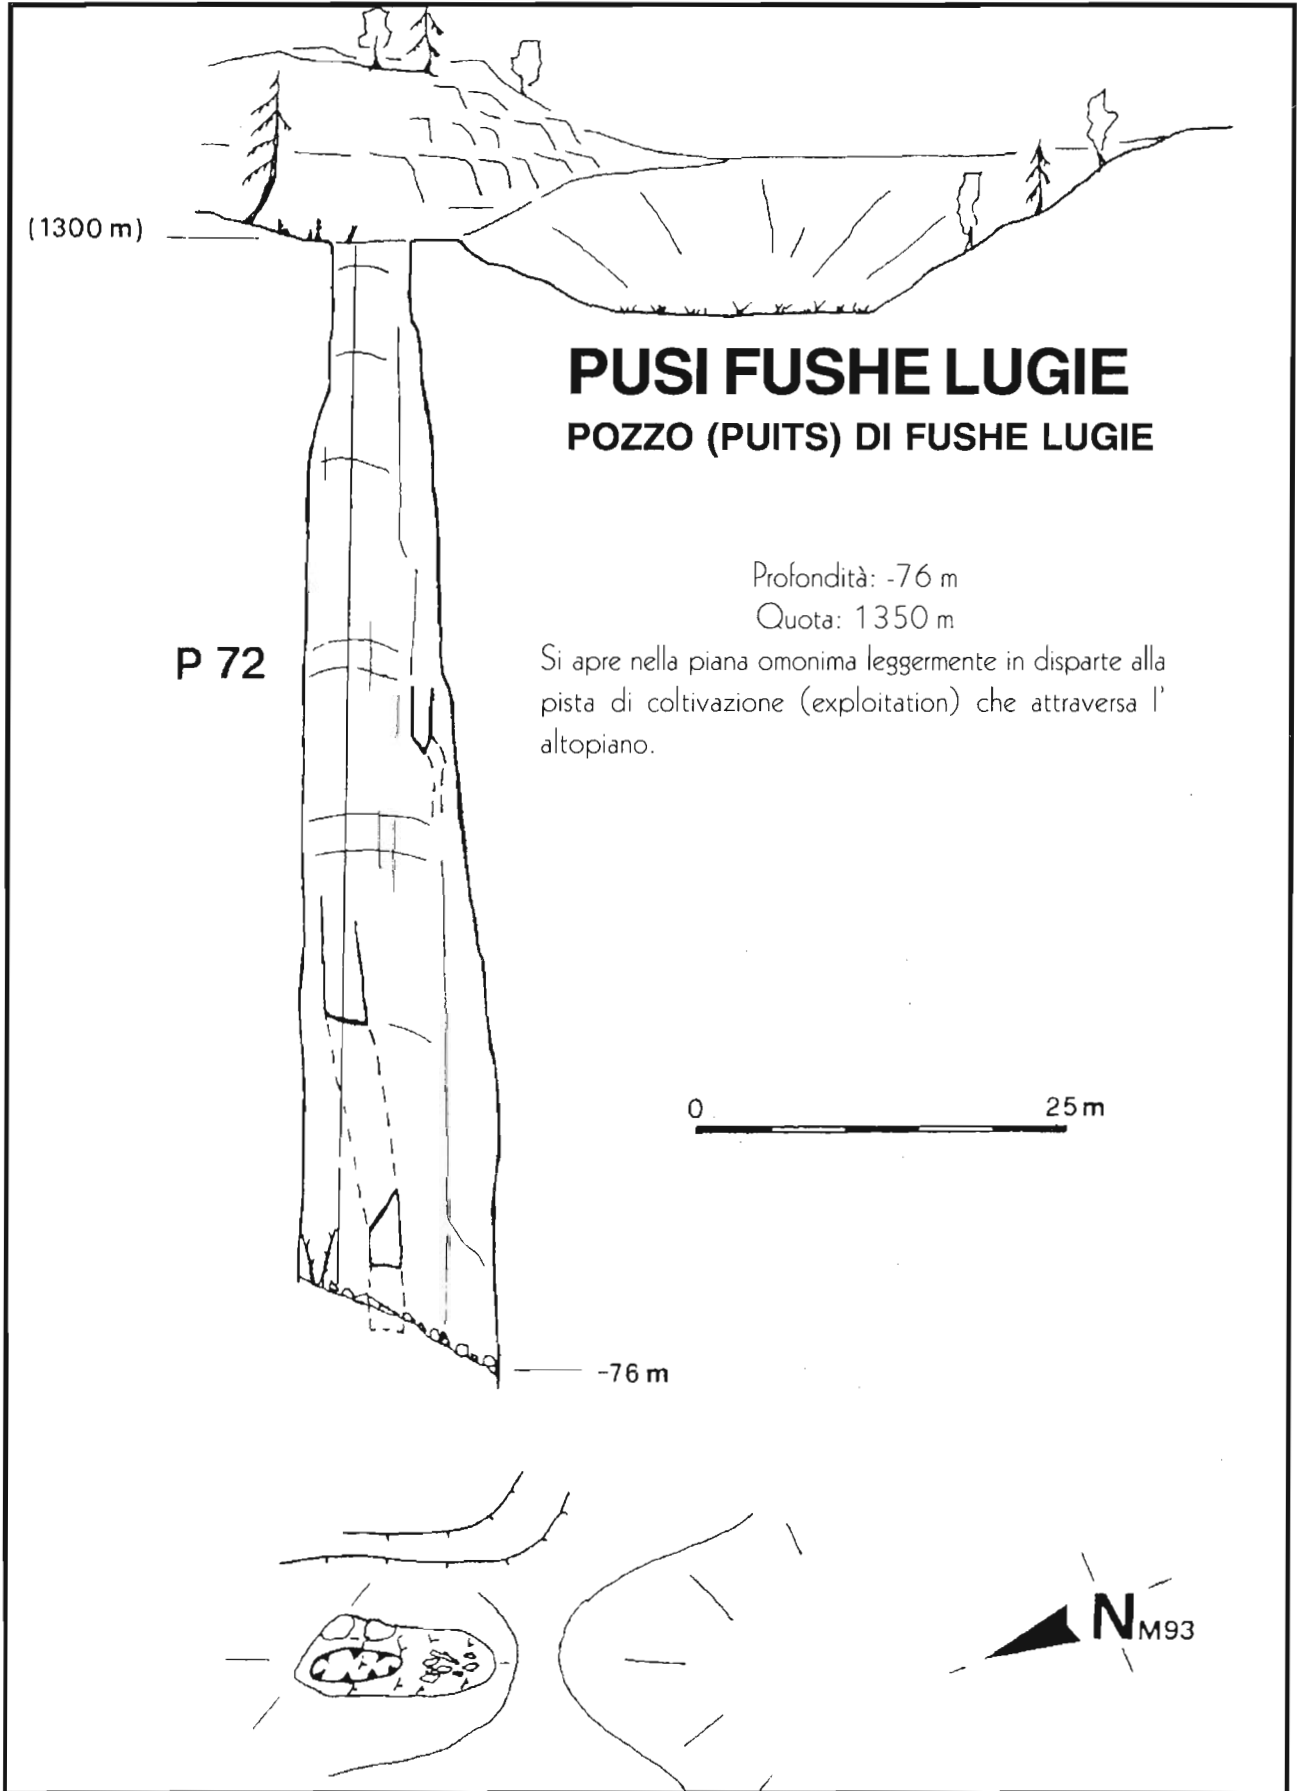 (1300 m)
PUSI FUSHE LUGIE
POZZO (PUITS) DI FUSHE LUGIE
Profondità: -76 m
Quota: 1350 m
Si apre nella piana omonima leggermente in disparte alla
pista di coltivazione (exploitation) che attraversa l'
altopiano.
P 72
0 25 m
-76 m
N M93